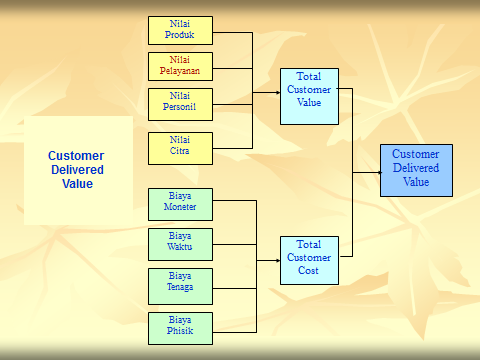 Customer
Delivered
Value
Nilai
Produk
Nilai
Pelayanan
Nilai
Personil
Nilai
Citra
Biaya
Moneter
Biaya
Waktu
Biaya
Tenaga
Biaya
Phisik
Total
Customer
Value
Total
Customer
Cost
Customer
Delivered
Value